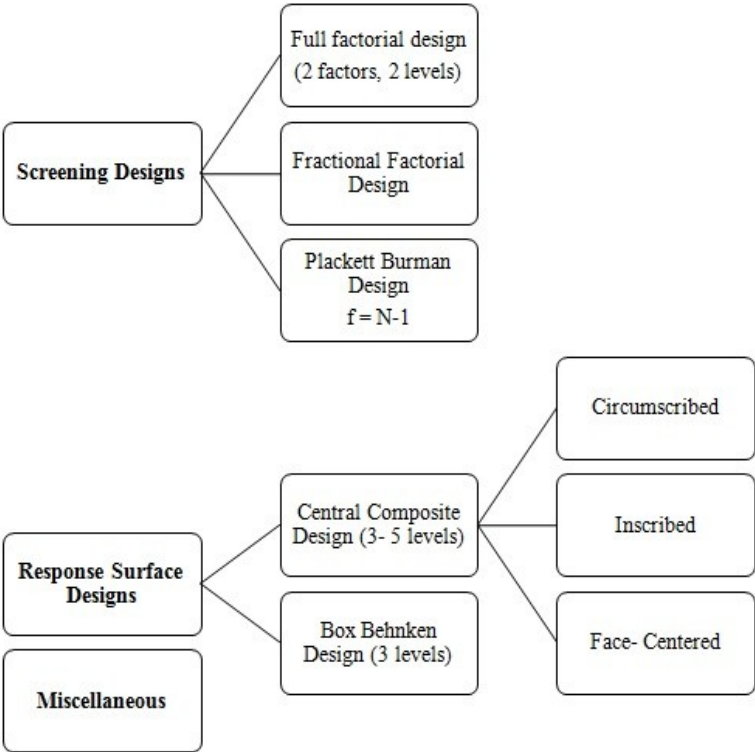 Screening Designs
Full factorial design
(2 factors, 2 levels)
Fractional Factorial
Design
Plackett Burman
Design
f = N-1
Response Surface
Designs
Central Composite
Design (3- 5 levels)
Circumscribed
Inscribed
Face- Centered
Box Behnken
Design (3 levels)
Miscellaneous